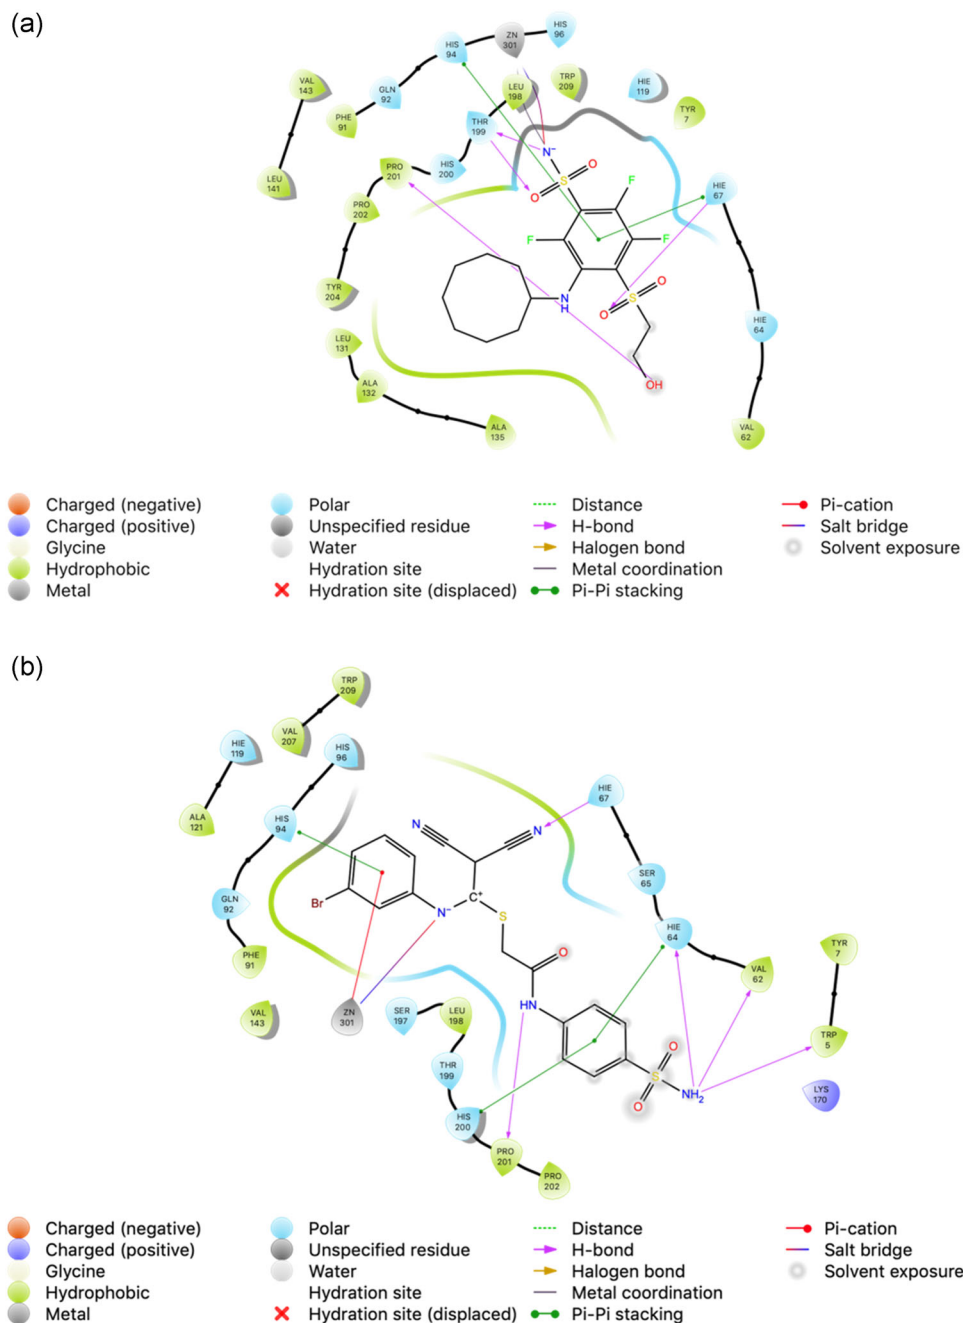 (a)
ZN
301
HIS
96
HIS
94
VAL
143
GLN
92
PHE
91
LEU
198
TRP
209
HIE
119
TYR
7
THR
199
LEU
141
PRO
201
HIS
200
N⁻
O
S
O
F
HIE
67
PRO
202
F
F
O
S
O
N
H
TYR
204
LEU
131
HIE
64
ALA
132
OH
ALA
135
VAL
62
Charged (negative)
Charged (positive)
Glycine
Hydrophobic
Metal
Polar
Unspecified residue
Water
Hydration site
Hydration site (displaced)
Distance
H-bond
Halogen bond
Metal coordination
Pi-Pi stacking
Pi-cation
Salt bridge
Solvent exposure
(b)
TRP
209
VAL
207
HIE
119
HIS
96
ALA
121
HIS
94
N
N
HIE
67
GLN
92
Br
N⁻
C⁺
S
SER
65
HIE
64
PHE
91
O
VAL
62
TYR
7
VAL
143
ZN
301
SER
197
LEU
198
HN
TRP
5
THR
199
O
S
O
NH₂
LYS
170
HIS
200
PRO
201
PRO
202
Charged (negative)
Charged (positive)
Glycine
Hydrophobic
Metal
Polar
Unspecified residue
Water
Hydration site
Hydration site (displaced)
Distance
H-bond
Halogen bond
Metal coordination
Pi-Pi stacking
Pi-cation
Salt bridge
Solvent exposure